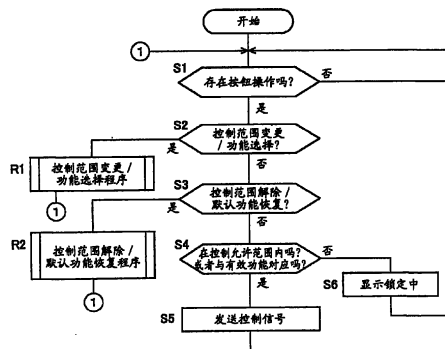 开始
1
S1
存在按钮操作吗?
否
是
S2
控制范围变更
/功能选择?
是
否
R1
控制范围变更/
功能选择程序
1
S3
控制范围解除/
默认功能恢复?
是
否
R2
控制范围解除/
默认功能恢复程序
1
S4
在控制允许范围内吗?
或者与有效功能对应吗?
否
是
S6
显示锁定中
S5
发送控制信号